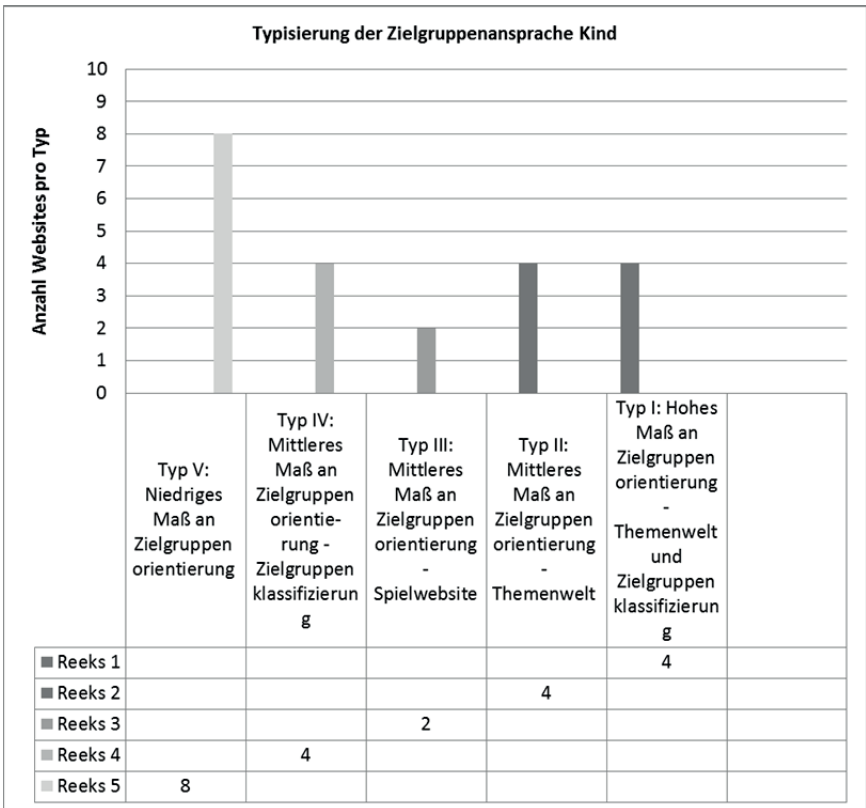 Typisierung der Zielgruppenansprache Kind
Anzahl Websites pro Typ
10
9
8
7
6
5
4
3
2
1
0
Typ V:
Niedriges
Maß an
Zielgruppen
orientierung
Typ IV:
Mittleres
Maß an
Zielgruppen
orientie-
rung -
Zielgruppen
klassifizierun
g
Typ III:
Mittleres
Maß an
Zielgruppen
orientierung
-
Spielwebsite
Typ II:
Mittleres
Maß an
Zielgruppen
orientierung
-
Themenwelt
Typ I: Hohes
Maß an
Zielgruppen
orientierung
-
Themenwelt
und
Zielgruppen
klassifizierun
g
Reeks 1 4
Reeks 2 4
Reeks 3 2
Reeks 4 4
Reeks 5 8